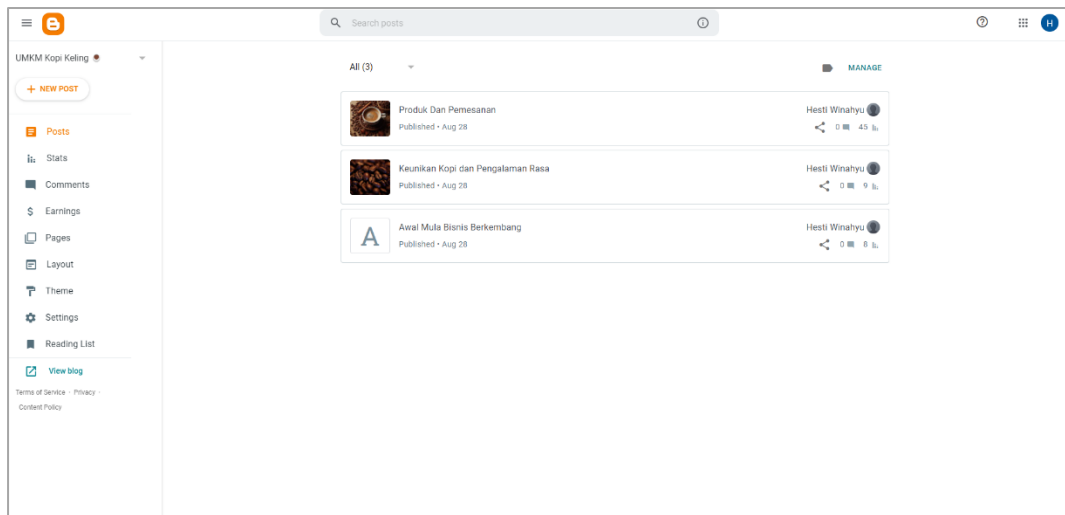 Search posts
H
UMKM Kopi Keling
NEW POST
Posts
Stats
Comments
Earnings
Pages
Layout
Theme
Settings
Reading List
View blog
Terms of Service · Privacy ·
Content Policy
All (3)
MANAGE
Produk Dan Pemesanan
Hesti Winahyu
Published • Aug 28
0 45
Keunikan Kopi dan Pengalaman Rasa
Hesti Winahyu
Published • Aug 28
0 9
A
Awal Mula Bisnis Berkembang
Hesti Winahyu
Published • Aug 28
0 8